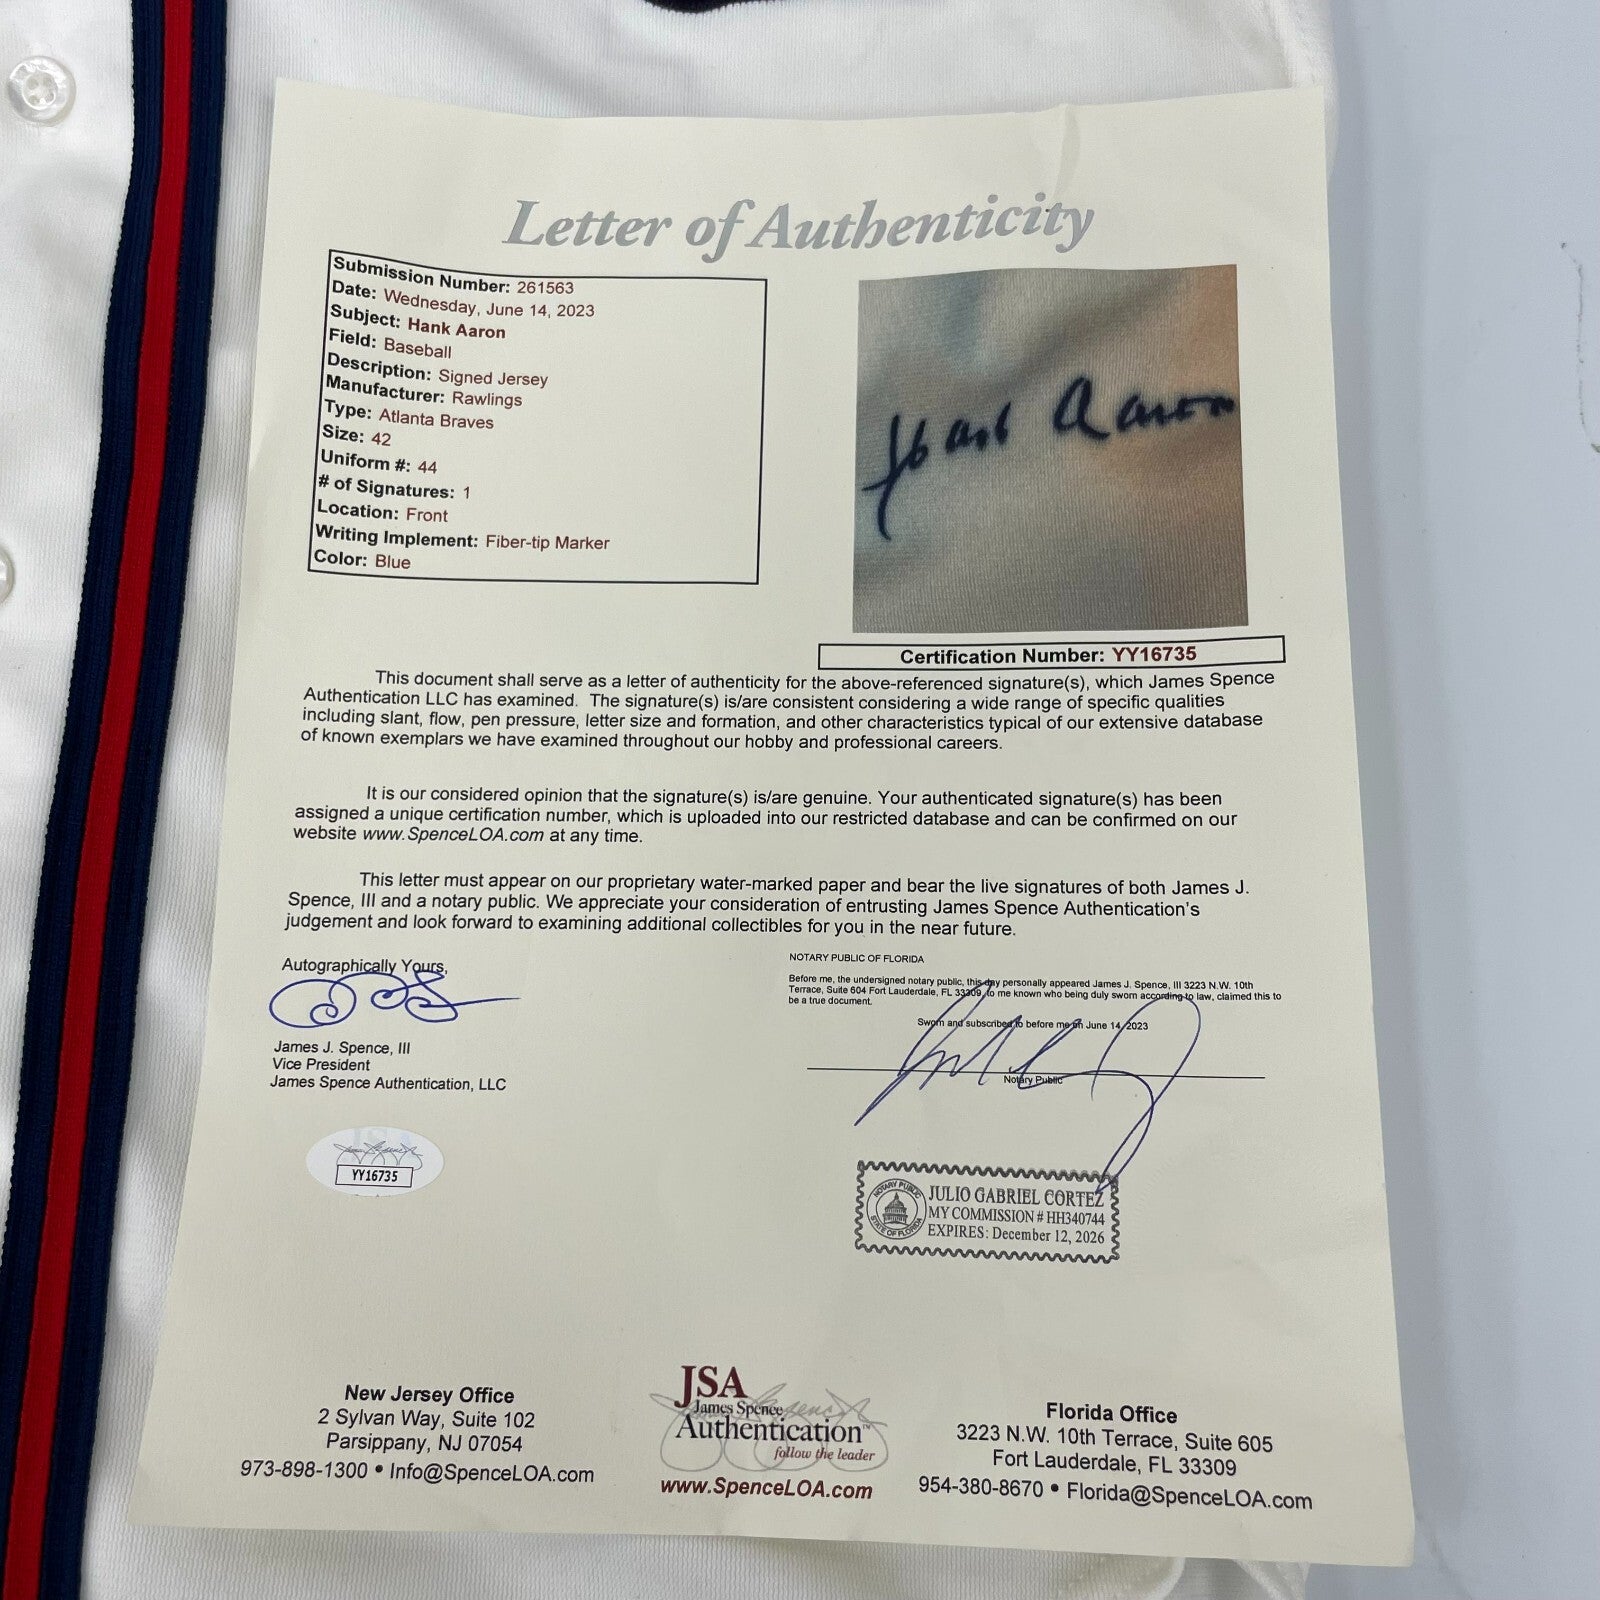 Letter of Authenticity
Submission Number: 261563
Date: Wednesday, June 14, 2023
Subject: Hank Aaron
Field: Baseball
Description: Signed Jersey
Manufacturer: Rawlings
Type: Atlanta Braves
Size: 42
Uniform #: 44
# of Signatures: 1
Location: Front
Writing Implement: Fiber-tip Marker
Color: Blue
Hank Aaron
Certification Number: YY16735
This document shall serve as a letter of authenticity for the above-referenced signature(s), which James Spence
Authentication LLC has examined. The signature(s) is/are consistent considering a wide range of specific qualities
including slant, flow, pen pressure, letter size and formation, and other characteristics typical of our extensive database
of known exemplars we have examined throughout our hobby and professional careers.
It is our considered opinion that the signature(s) is/are genuine. Your authenticated signature(s) has been
assigned a unique certification number, which is uploaded into our restricted database and can be confirmed on our
website www.SpenceLOA.com at any time.
This letter must appear on our proprietary water-marked paper and bear the live signatures of both James J.
Spence, III and a notary public. We appreciate your consideration of entrusting James Spence Authentication's
judgement and look forward to examining additional collectibles for you in the near future.
Autographically Yours,
James J. Spence, III
Vice President
James Spence Authentication, LLC
YY16735
NOTARY PUBLIC OF FLORIDA
Before me, the undersigned notary public, this day personally appeared James J. Spence, III 3223 N.W. 10th
Terrace, Suite 604 Fort Lauderdale, FL 33309, to me known who being duly sworn according to law, claimed this to
be a true document.
Sworn and subscribed to before me on June 14, 2023
Notary Public
NOTARY PUBLIC
STATE OF FLORIDA
JULIO GABRIEL CORTEZ
MY COMMISSION # HH340744
EXPIRES: December 12, 2026
New Jersey Office
2 Sylvan Way, Suite 102
Parsippany, NJ 07054
973-898-1300 • Info@SpenceLOA.com
JSA
James Spence
Authentication™
follow the leader
www.SpenceLOA.com
Florida Office
3223 N.W. 10th Terrace, Suite 605
Fort Lauderdale, FL 33309
954-380-8670 • Florida@SpenceLOA.com